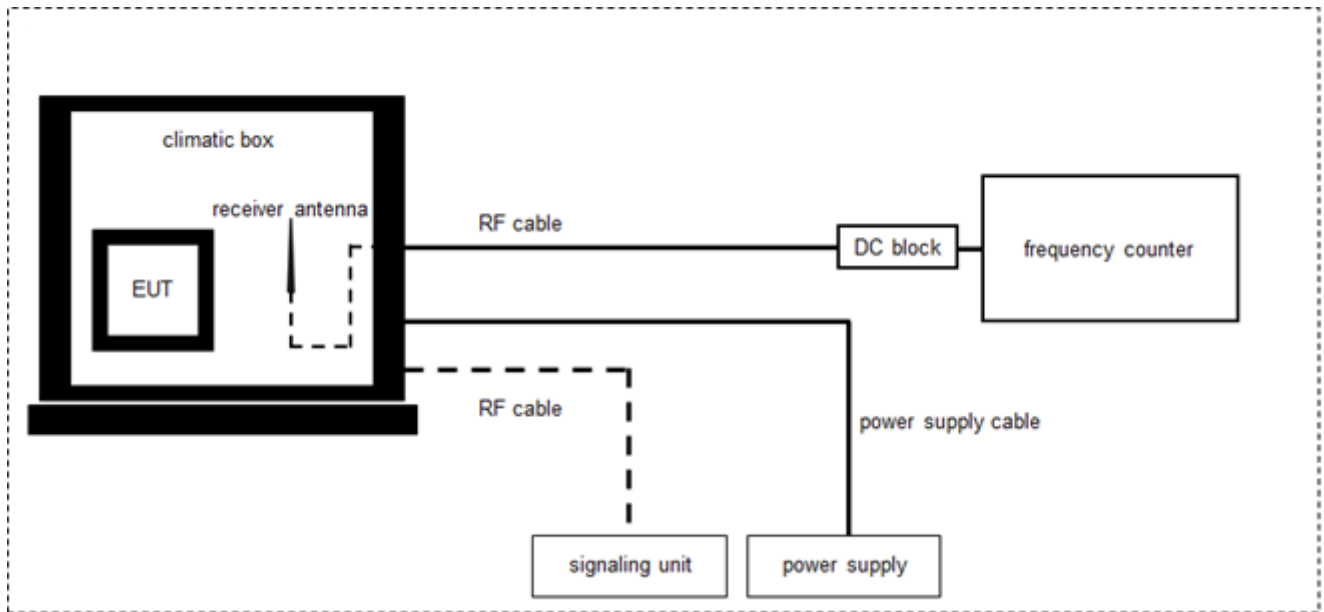 climatic box
receiver antenna
EUT
RF cable
DC block
frequency counter
RF cable
power supply cable
signaling unit
power supply